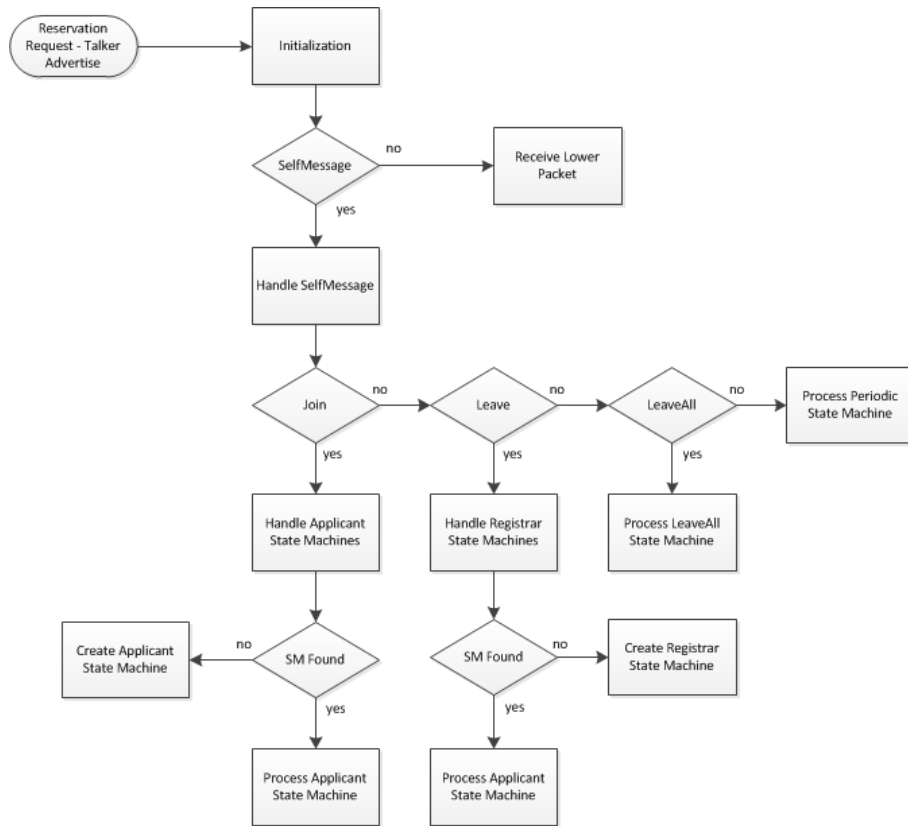 Reservation
Request - Talker
Advertise
Initialization
SelfMessage
no
Receive Lower
Packet
yes
Handle SelfMessage
Join
no
Leave
no
LeaveAll
no
Process Periodic
State Machine
yes
yes
yes
Handle Applicant
State Machines
Handle Registrar
State Machines
Process LeaveAll
State Machine
Create Applicant
State Machine
no
SM Found
SM Found
no
Create Registrar
State Machine
yes
yes
Process Applicant
State Machine
Process Applicant
State Machine